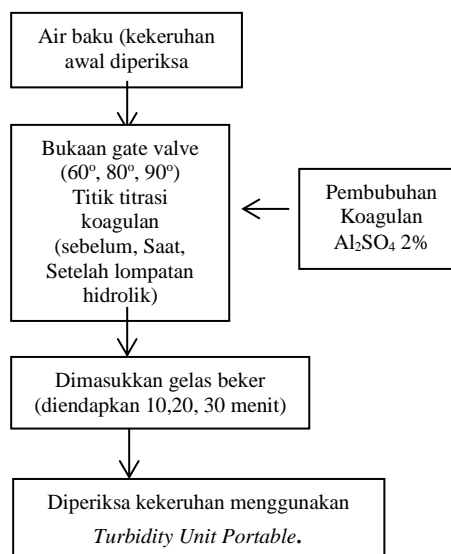 Air baku (kekeruhan
awal diperiksa
Bukaan gate valve
(60º, 80º, 90º)
Titik titrasi
koagulan
(sebelum, Saat,
Setelah lompatan
hidrolik)
Pembubuhan
Koagulan
Al₂SO₄ 2%
Dimasukkan gelas beker
(diendapkan 10,20, 30 menit)
Diperiksa kekeruhan menggunakan
Turbidity Unit Portable.